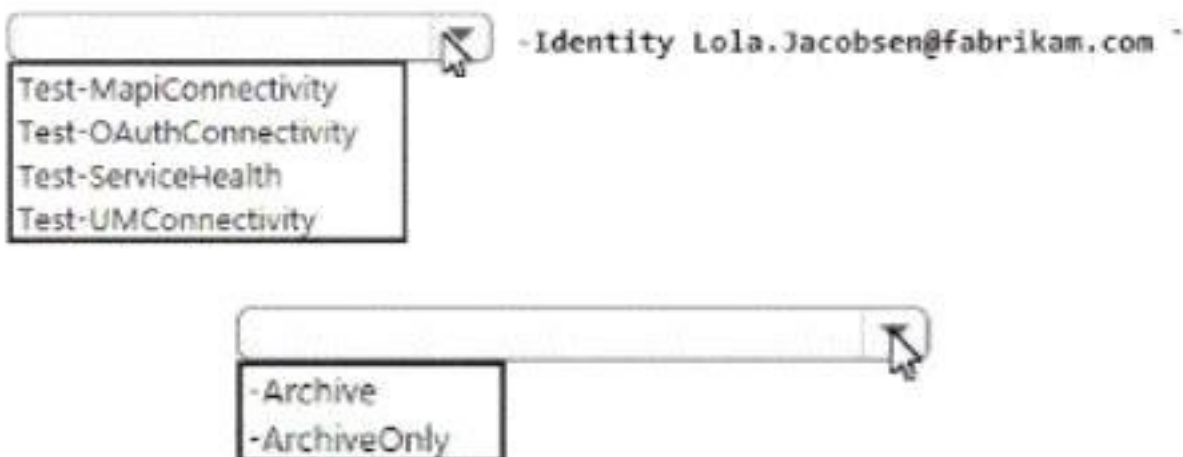 -Identity Lola.Jacobsen@fabrikam.com `
Test-MapiConnectivity
Test-OAuthConnectivity
Test-ServiceHealth
Test-UMConnectivity
-Archive
-ArchiveOnly